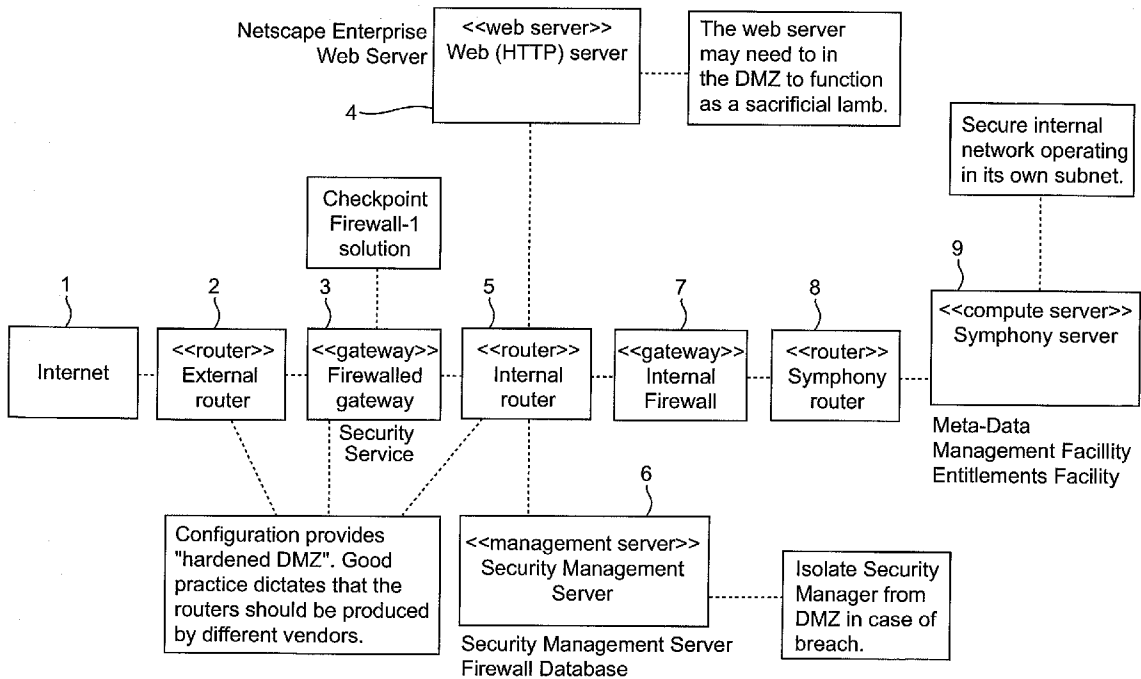 Netscape Enterprise
Web Server
4
<<web server>>
Web (HTTP) server
The web server
may need to in
the DMZ to function
as a sacrificial lamb.
Secure internal
network operating
in its own subnet.
Checkpoint
Firewall-1
solution
1
Internet
2
<<router>>
External
router
3
<<gateway>>
Firewalled
gateway
Security
Service
5
<<router>>
Internal
router
7
<<gateway>>
Internal
Firewall
8
<<router>>
Symphony
router
9
<<compute server>>
Symphony server
Meta-Data
Management Facillity
Entitlements Facility
Configuration provides
"hardened DMZ". Good
practice dictates that the
routers should be produced
by different vendors.
6
<<management server>>
Security Management
Server
Security Management Server
Firewall Database
Isolate Security
Manager from
DMZ in case of
breach.